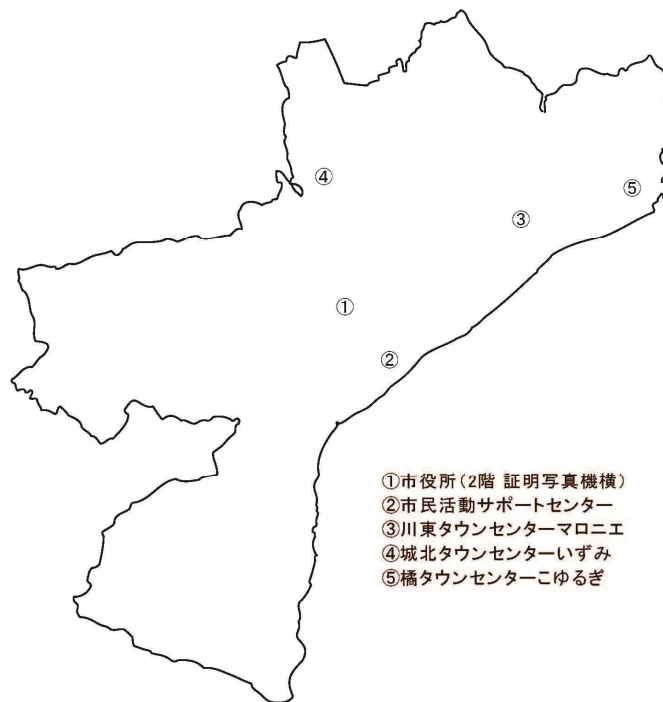 ④
⑤
③
①
②
①市役所(2階 証明写真機横)
②市民活動サポートセンター
③川東タウンセンターマロニエ
④城北タウンセンターいずみ
⑤橘タウンセンターこゆるぎ